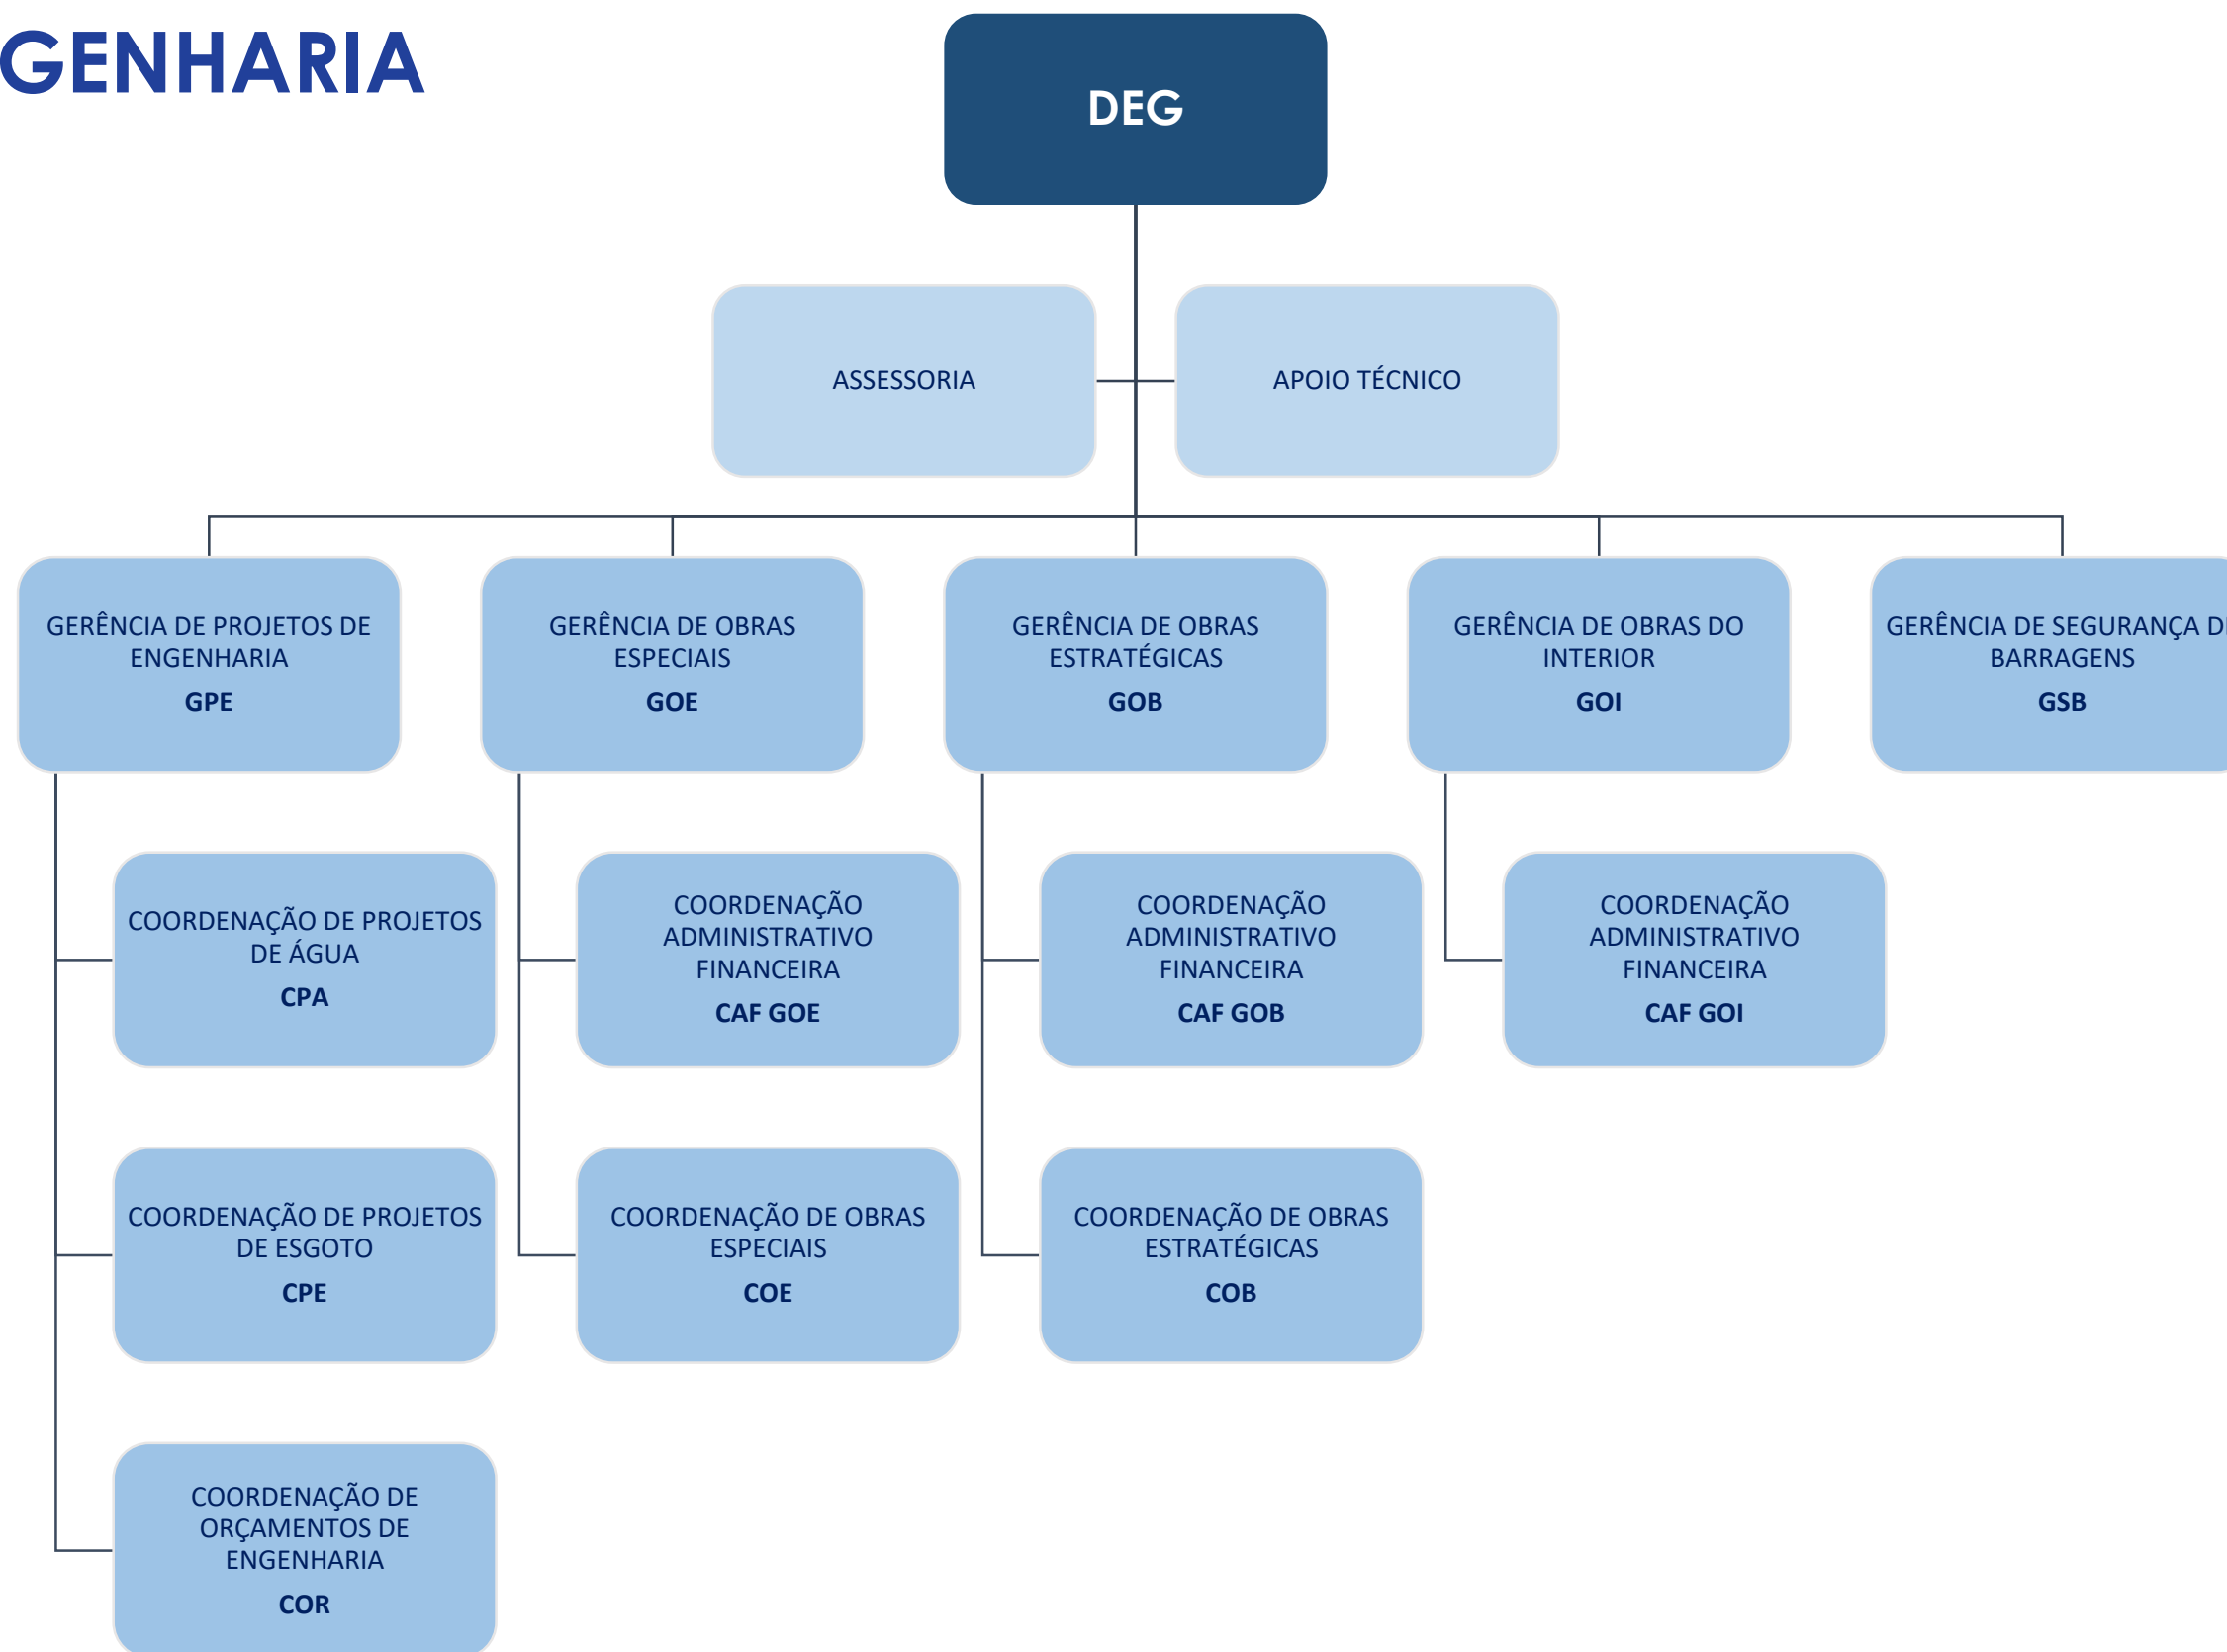 GENHARIA
DEG
ASSESSORIA
APOIO TÉCNICO
GERÊNCIA DE PROJETOS DE
ENGENHARIA
GPE
GERÊNCIA DE OBRAS
ESPECIAIS
GOE
GERÊNCIA DE OBRAS
ESTRATÉGICAS
GOB
GERÊNCIA DE OBRAS DO
INTERIOR
GOI
GERÊNCIA DE SEGURANÇA
BARRAGENS
GSB
COORDENAÇÃO DE PROJETOS
DE ÁGUA
CPA
COORDENAÇÃO
ADMINISTRATIVO
FINANCEIRA
CAF GOE
COORDENAÇÃO
ADMINISTRATIVO
FINANCEIRA
CAF GOB
COORDENAÇÃO
ADMINISTRATIVO
FINANCEIRA
CAF GOI
COORDENAÇÃO DE PROJETOS
DE ESGOTO
CPE
COORDENAÇÃO DE OBRAS
ESPECIAIS
COE
COORDENAÇÃO DE OBRAS
ESTRATÉGICAS
COB
COORDENAÇÃO DE
ORÇAMENTOS DE
ENGENHARIA
COR